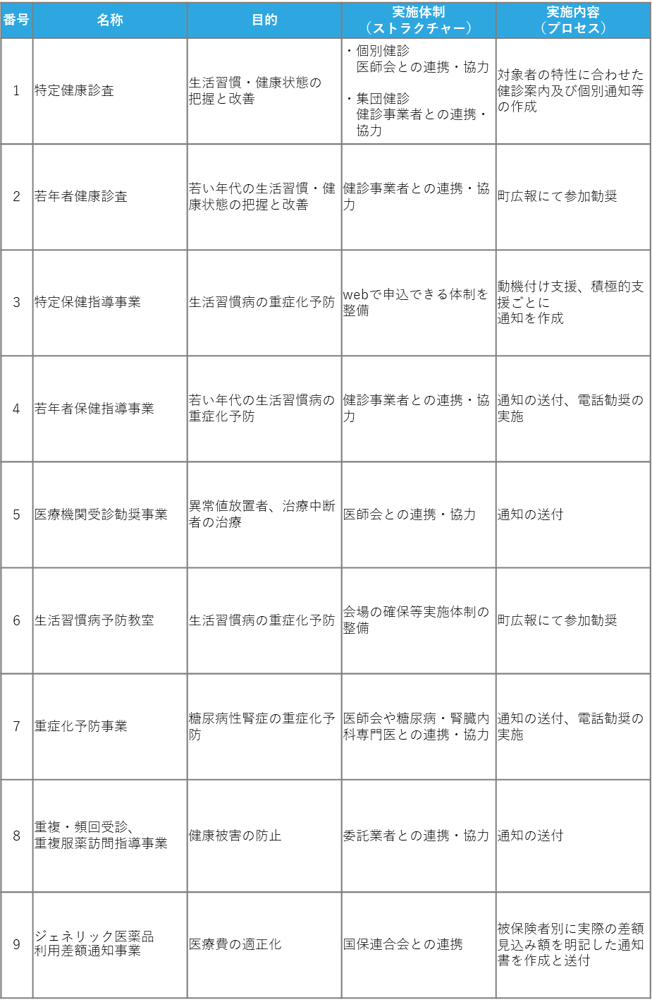 番号
名称
目的
実施体制
（ストラクチャー）
実施内容
（プロセス）
1
特定健康診査
生活習慣・健康状態の
把握と改善
・個別健診
医師会との連携・協力
・集団健診
健診事業者との連携・
協力
対象者の特性に合わせた
健診案内及び個別通知等
の作成
2
若年者健康診査
若い年代の生活習慣・健
康状態の把握と改善
健診事業者との連携・協
力
町広報にて参加勧奨
3
特定保健指導事業
生活習慣病の重症化予防
webで申込できる体制を
整備
動機付け支援、積極的支
援ごとに
通知を作成
4
若年者保健指導事業
若い年代の生活習慣病の
重症化予防
健診事業者との連携・協
力
通知の送付、電話勧奨の
実施
5
医療機関受診勧奨事業
異常値放置者、治療中断
者の治療
医師会との連携・協力
通知の送付
6
生活習慣病予防教室
生活習慣病の重症化予防
会場の確保等実施体制の
整備
町広報にて参加勧奨
7
重症化予防事業
糖尿病性腎症の重症化予
防
医師会や糖尿病・腎臓内
科専門医との連携・協力
通知の送付、電話勧奨の
実施
8
重複・頻回受診、
重複服薬訪問指導事業
健康被害の防止
委託業者との連携・協力
通知の送付
9
ジェネリック医薬品
利用差額通知事業
医療費の適正化
国保連合会との連携
被保険者別に実際の差額
見込み額を明記した通知
書を作成と送付